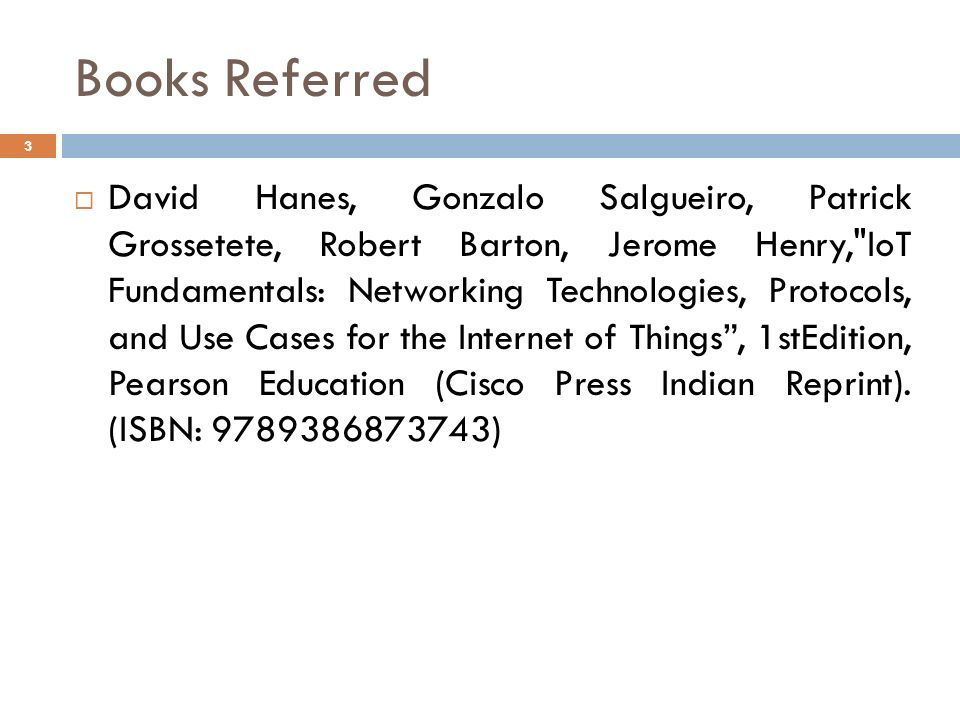 Books Referred
3
David Hanes, Gonzalo Salgueiro, Patrick
Grossetete, Robert Barton, Jerome Henry,"IoT
Fundamentals: Networking Technologies, Protocols,
and Use Cases for the Internet of Things”, 1stEdition,
Pearson Education (Cisco Press Indian Reprint).
(ISBN: 9789386873743)